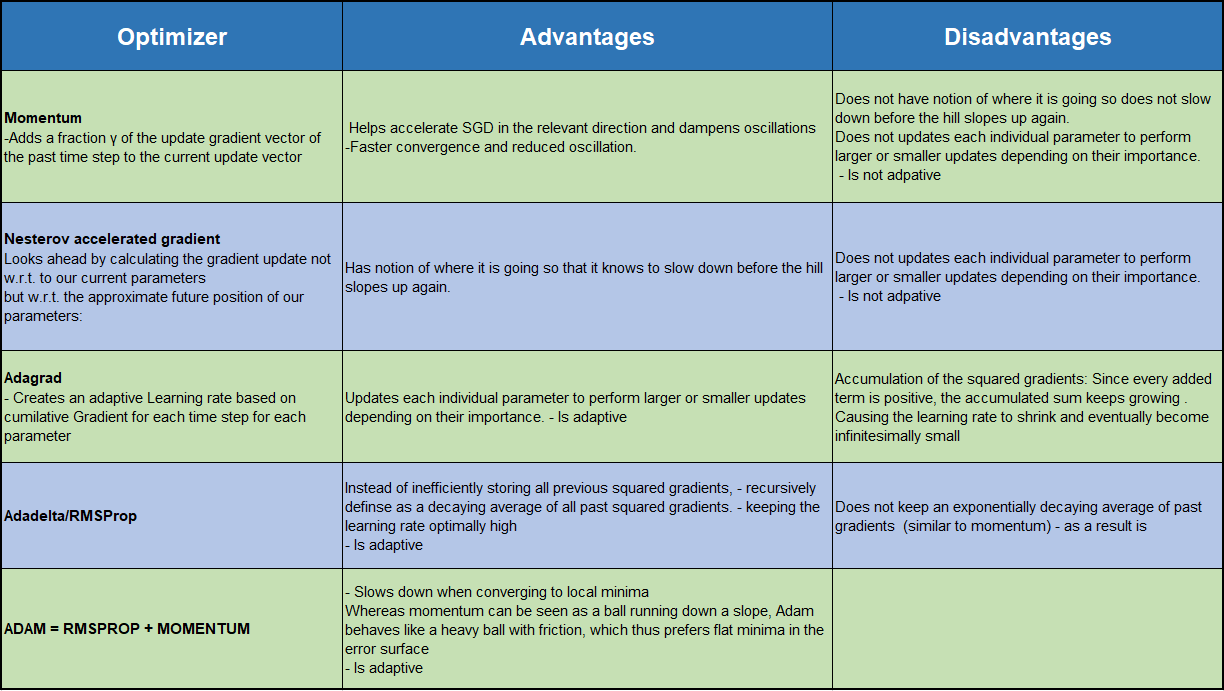 Optimizer
Advantages
Disadvantages
Momentum
-Adds a fraction γ of the update gradient vector of
the past time step to the current update vector
Helps accelerate SGD in the relevant direction and dampens oscillations
-Faster convergence and reduced oscillation.
Does not have notion of where it is going so does not slow
down before the hill slopes up again.
Does not updates each individual parameter to perform
larger or smaller updates depending on their importance.
- Is not adpative
Nesterov accelerated gradient
Looks ahead by calculating the gradient update not
w.r.t. to our current parameters
but w.r.t. the approximate future position of our
parameters:
Has notion of where it is going so that it knows to slow down before the hill
slopes up again.
Does not updates each individual parameter to perform
larger or smaller updates depending on their importance.
- Is not adpative
Adagrad
- Creates an adaptive Learning rate based on
cumilative Gradient for each time step for each
parameter
Updates each individual parameter to perform larger or smaller updates
depending on their importance. - Is adaptive
Accumulation of the squared gradients: Since every added
term is positive, the accumulated sum keeps growing .
Causing the learning rate to shrink and eventually become
infinitesimally small
Adadelta/RMSProp
Instead of inefficiently storing all previous squared gradients, - recursively
definse as a decaying average of all past squared gradients. - keeping the
learning rate optimally high
- Is adaptive
Does not keep an exponentially decaying average of past
gradients  (similar to momentum) - as a result is
ADAM = RMSPROP + MOMENTUM
- Slows down when converging to local minima
Whereas momentum can be seen as a ball running down a slope, Adam
behaves like a heavy ball with friction, which thus prefers flat minima in the
error surface
- Is adaptive